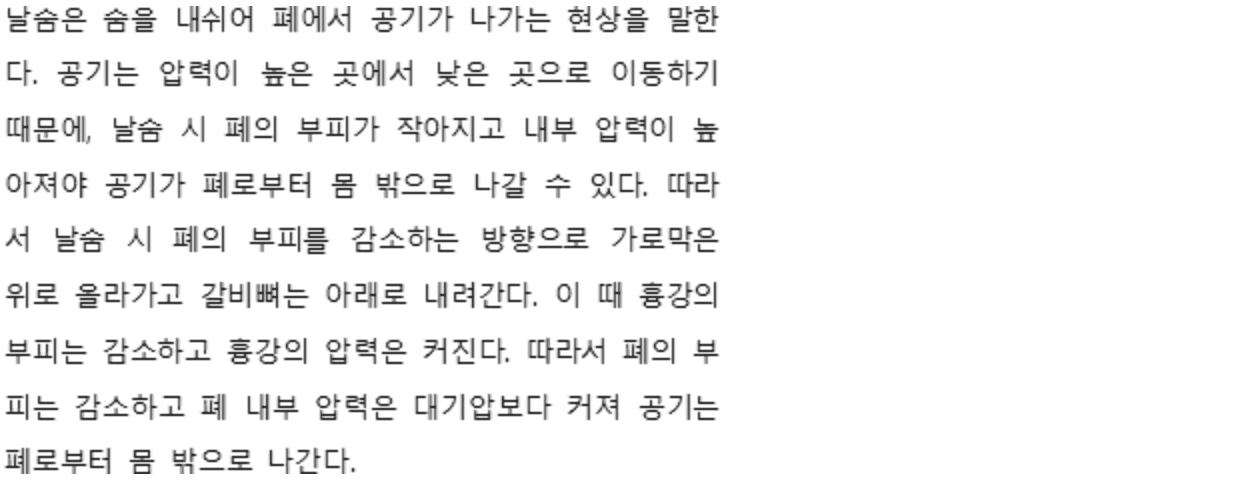 날숨은 숨을 내쉬어 폐에서 공기가 나가는 현상을 말한
다. 공기는 압력이 높은 곳에서 낮은 곳으로 이동하기
때문에, 날숨 시 폐의 부피가 작아지고 내부 압력이 높
아져야 공기가 폐로부터 몸 밖으로 나갈 수 있다. 따라
서 날숨 시 폐의 부피를 감소하는 방향으로 가로막은
위로 올라가고 갈비뼈는 아래로 내려간다. 이 때 흉강의
부피는 감소하고 흉강의 압력은 커진다. 따라서 폐의 부
피는 감소하고 폐 내부 압력은 대기압보다 커져 공기는
폐로부터 몸 밖으로 나간다.